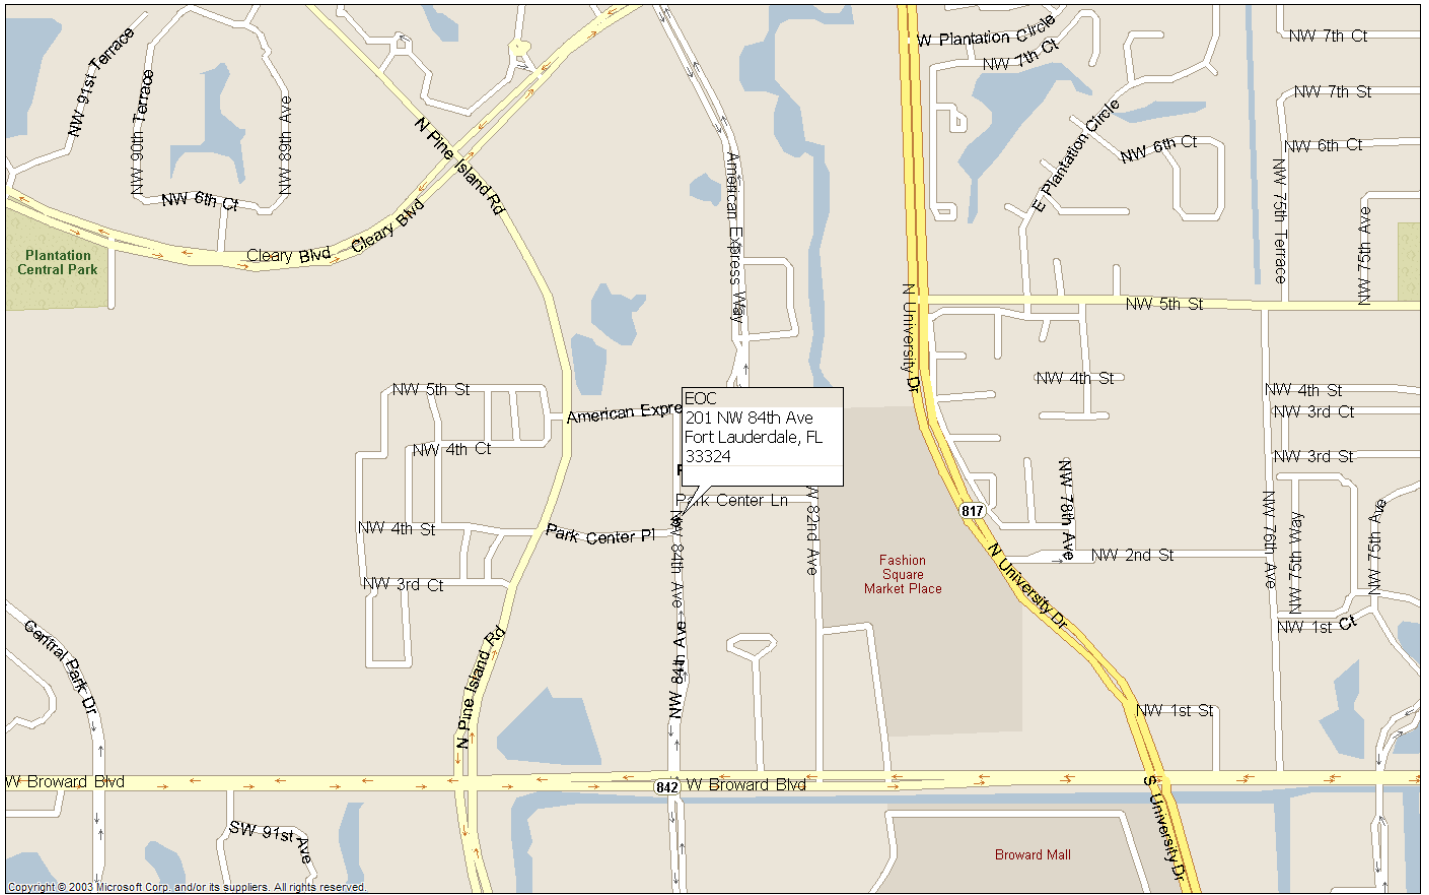 NW 91st Terrace
NW 90th Terrace
NW 89th Ave
NW 6th Ct
Cleary Blvd
Cleary Blvd
Plantation
Central Park
N Pine Island Rd
American Express Way
W Plantation Circle
NW 7th Ct
NW 7th Ct
NW 7th St
E Plantation Circle
NW 6th Ct
NW 6th Ct
NW 75th Terrace
NW 75th Ave
N University Dr
NW 5th St
NW 5th St
American Expre
EOC
201 NW 84th Ave
Fort Lauderdale, FL
33324
NW 4th St
NW 4th St
NW 3rd Ct
NW 4th Ct
NW 3rd St
Park Center Ln
NW 4th St
Park Center Pl
NW 84th Ave
W 82nd Ave
817
NW 78th Ave
NW 2nd St
NW 76th Ave
NW 75th Way
NW 75th Ave
Fashion
Square
Market Place
NW 3rd Ct
N University Dr
NW 1st Ct
Central Park Dr
N Pine Island Rd
NW 84th Ave
NW 1st St
W Broward Blvd
842
W Broward Blvd
S University Dr
SW 91st Ave
Broward Mall
Copyright © 2003 Microsoft Corp. and/or its suppliers. All rights reserved.